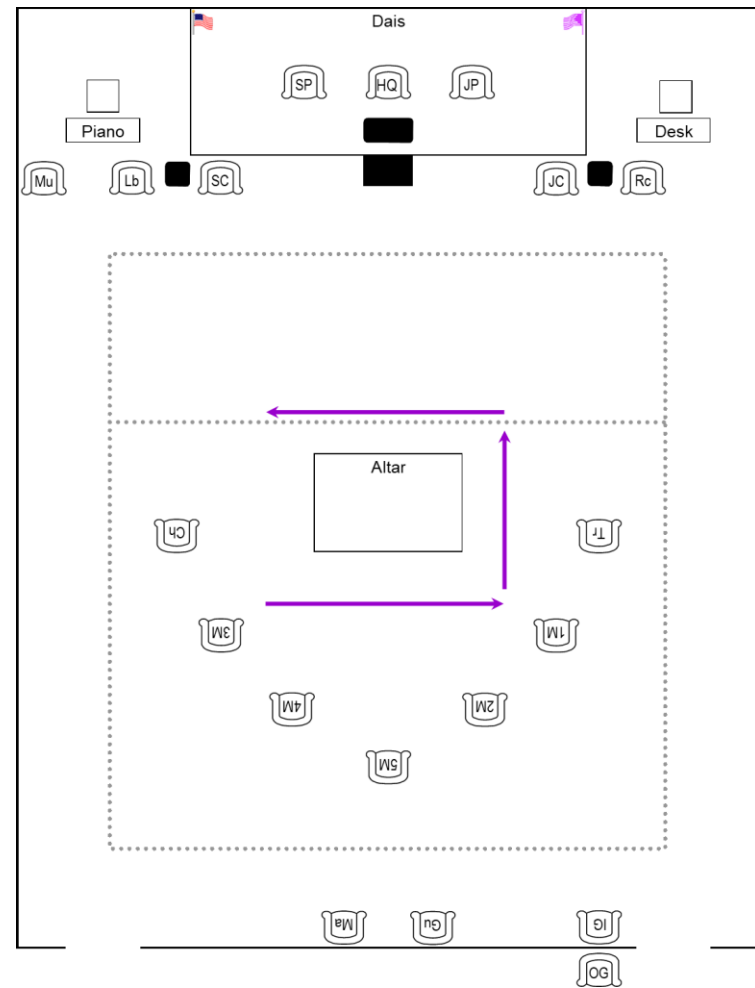 Dais
SP HQ JP
Piano
Desk
Mu Lb SC JC Rc
Altar
Ch Tr
3M 1M
4M 2M
5M
Ma Gu IG
OG